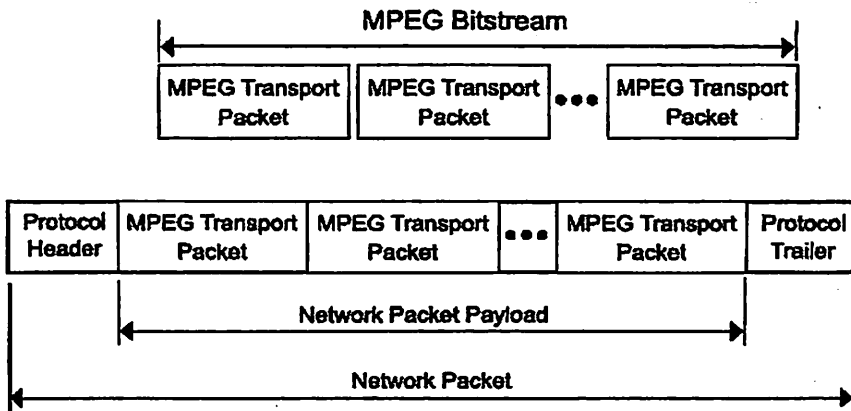 MPEG Bitstream
MPEG Transport Packet
MPEG Transport Packet
•••
MPEG Transport Packet
Protocol Header
MPEG Transport Packet
MPEG Transport Packet
•••
MPEG Transport Packet
Protocol Trailer
Network Packet Payload
Network Packet